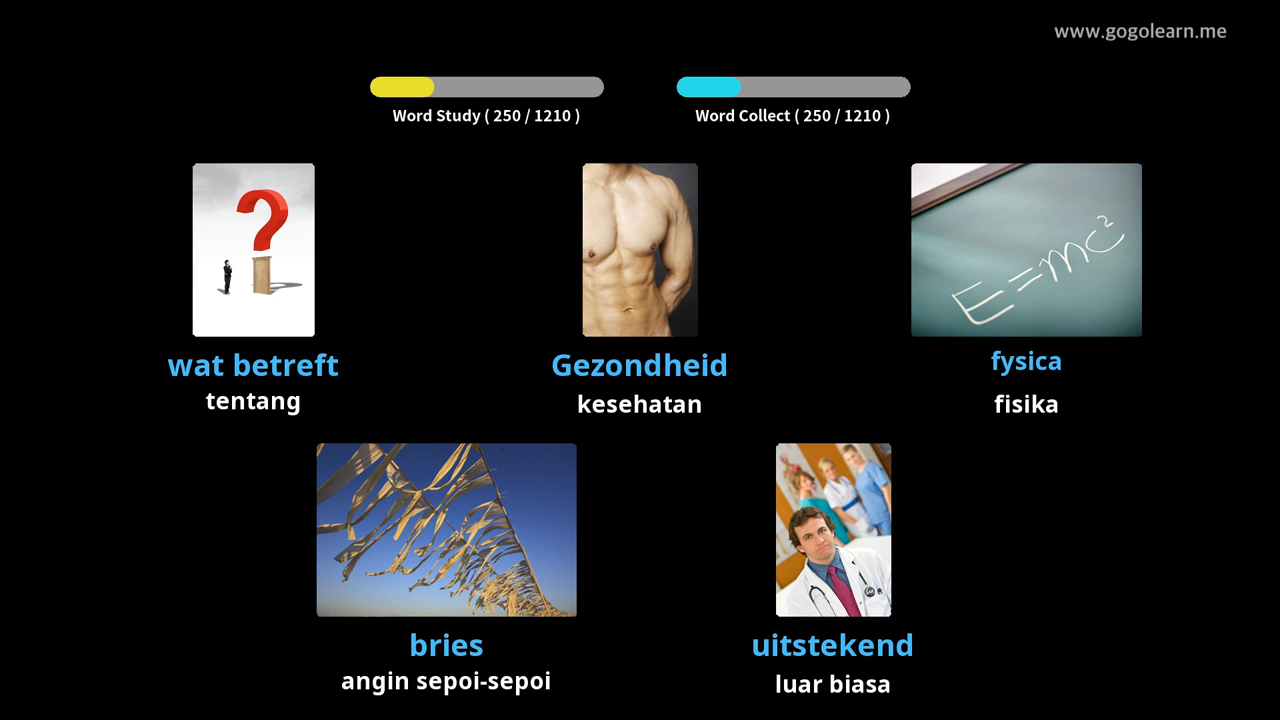 www.gogolearn.me
Word Study ( 250 / 1210 )
Word Collect ( 250 / 1210 )
E=mc²
wat betreft
tentang
Gezondheid
kesehatan
fysica
fisika
bries
angin sepoi-sepoi
uitstekend
luar biasa